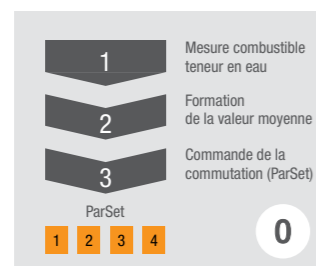 1
Mesure combustible
teneur en eau
2
Formation
de la valeur moyenne
3
Commande de la
commutation (ParSet)
ParSet
1 2 3 4
0